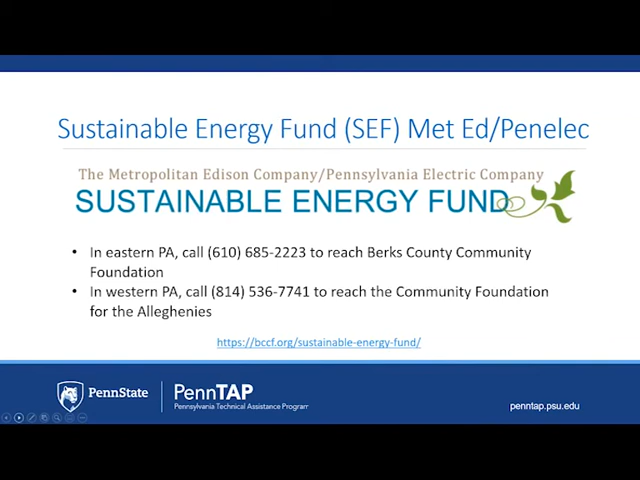 Sustainable Energy Fund (SEF) Met Ed/Penelec
The Metropolitan Edison Company/Pennsylvania Electric Company
SUSTAINABLE ENERGY FUND
• In eastern PA, call (610) 685-2223 to reach Berks County Community
Foundation
• In western PA, call (814) 536-7741 to reach the Community Foundation
for the Alleghenies
https://bccf.org/sustainable-energy-fund/
PennState
PennTAP
Pennsylvania Technical Assistance Program
penntap.psu.edu